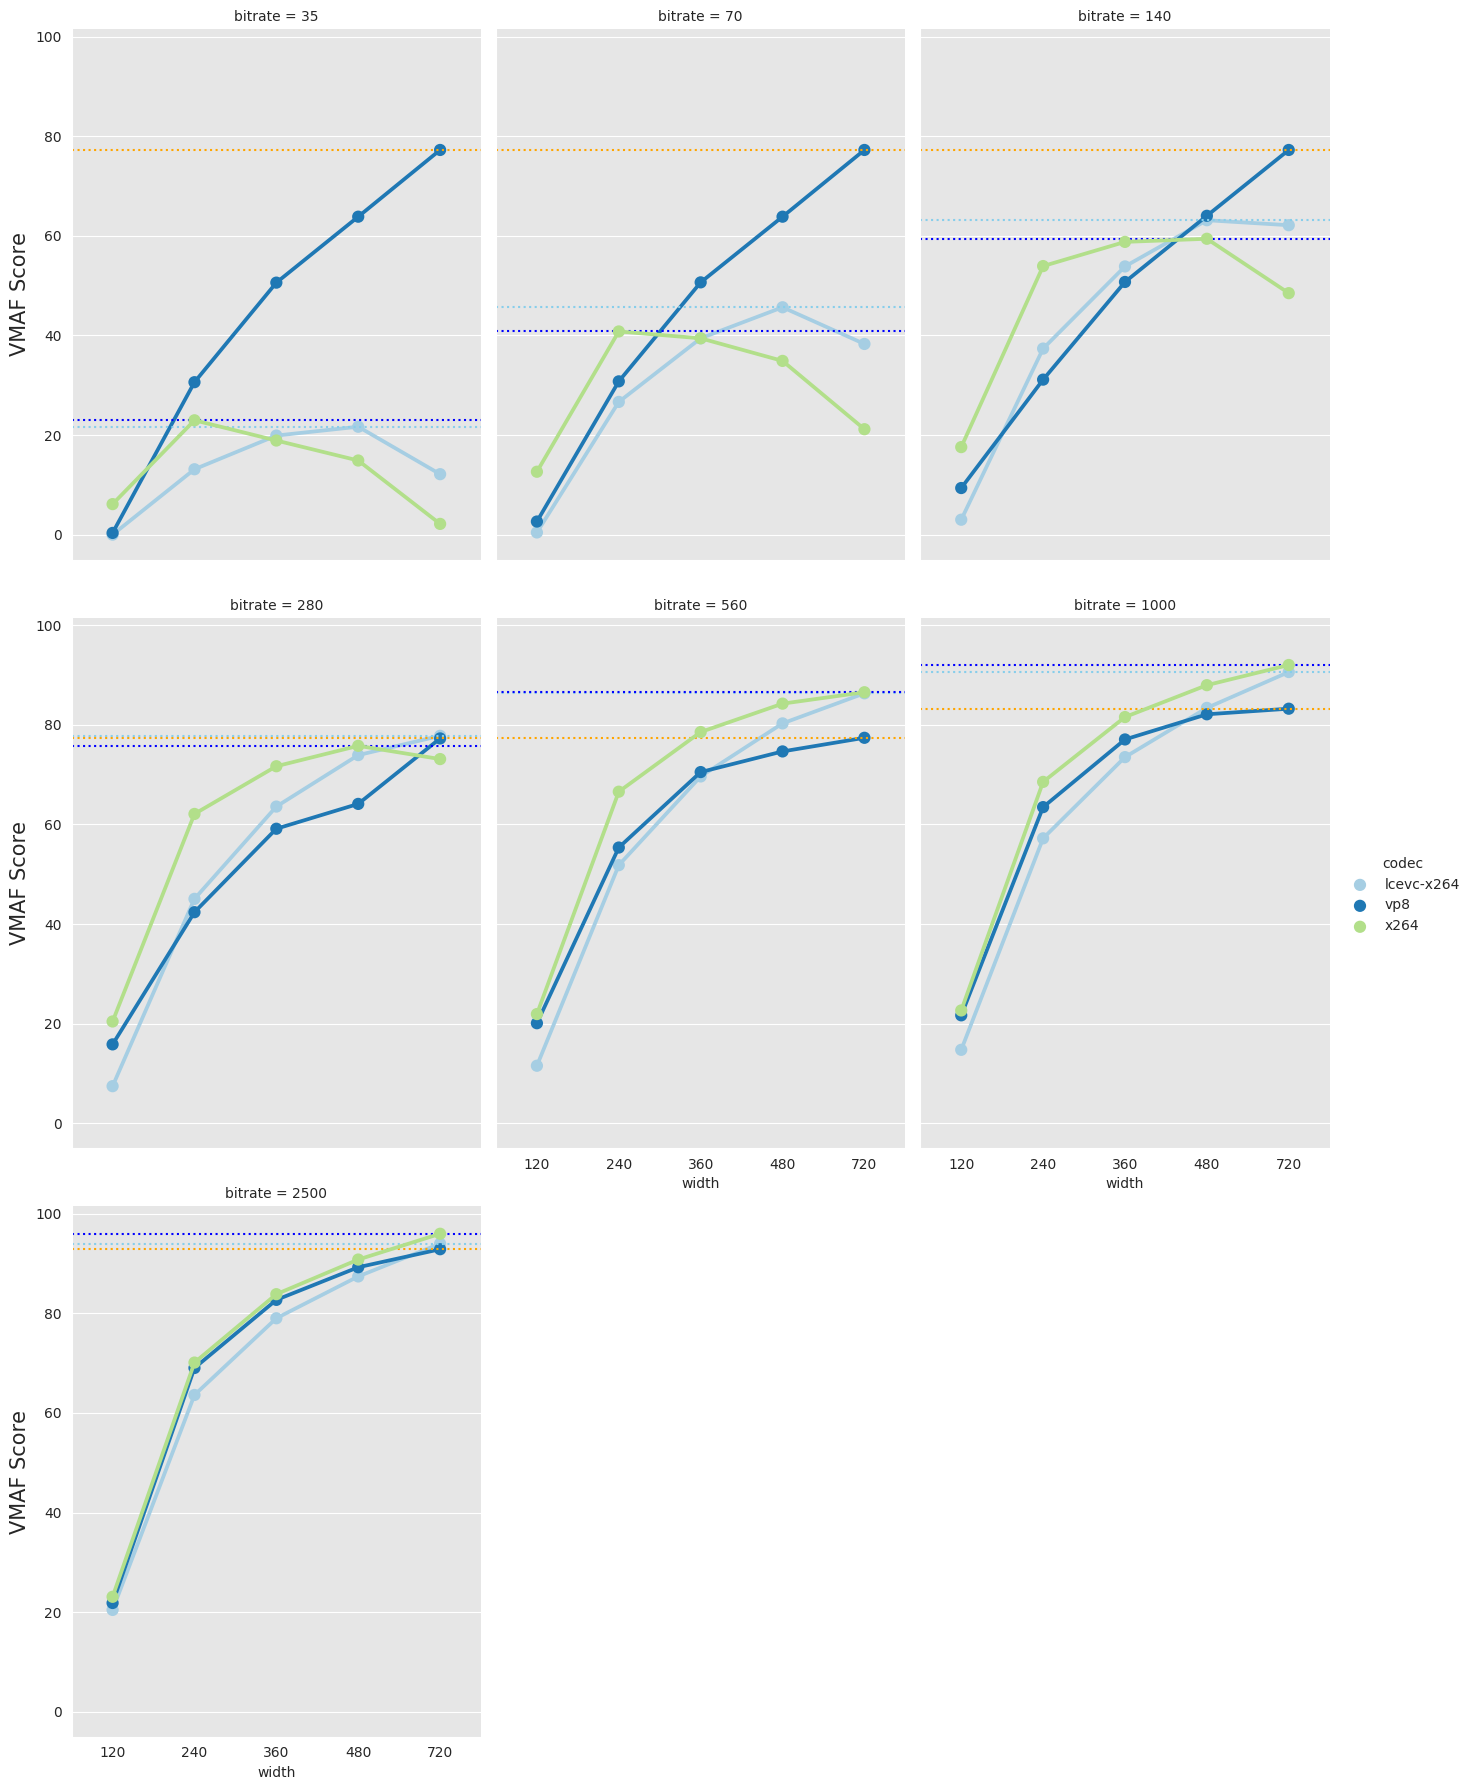 bitrate = 35
bitrate = 70
bitrate = 140
100
80
60
40
20
0
VMAF Score
bitrate = 280
bitrate = 560
bitrate = 1000
100
80
60
40
20
0
VMAF Score
120 240 360 480 720
width
120 240 360 480 720
width
codec
lcevc-x264
vp8
x264
bitrate = 2500
100
80
60
40
20
0
VMAF Score
120 240 360 480 720
width